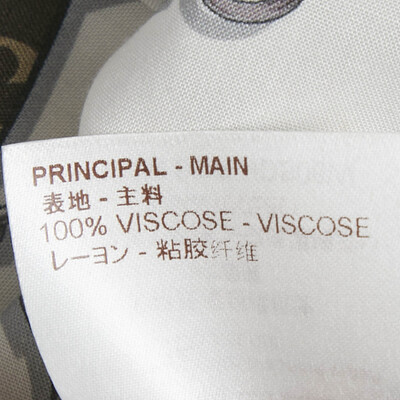 PRINCIPAL - MAIN
表地 - 主料
100% VISCOSE - VISCOSE
レーヨン - 粘胶纤维